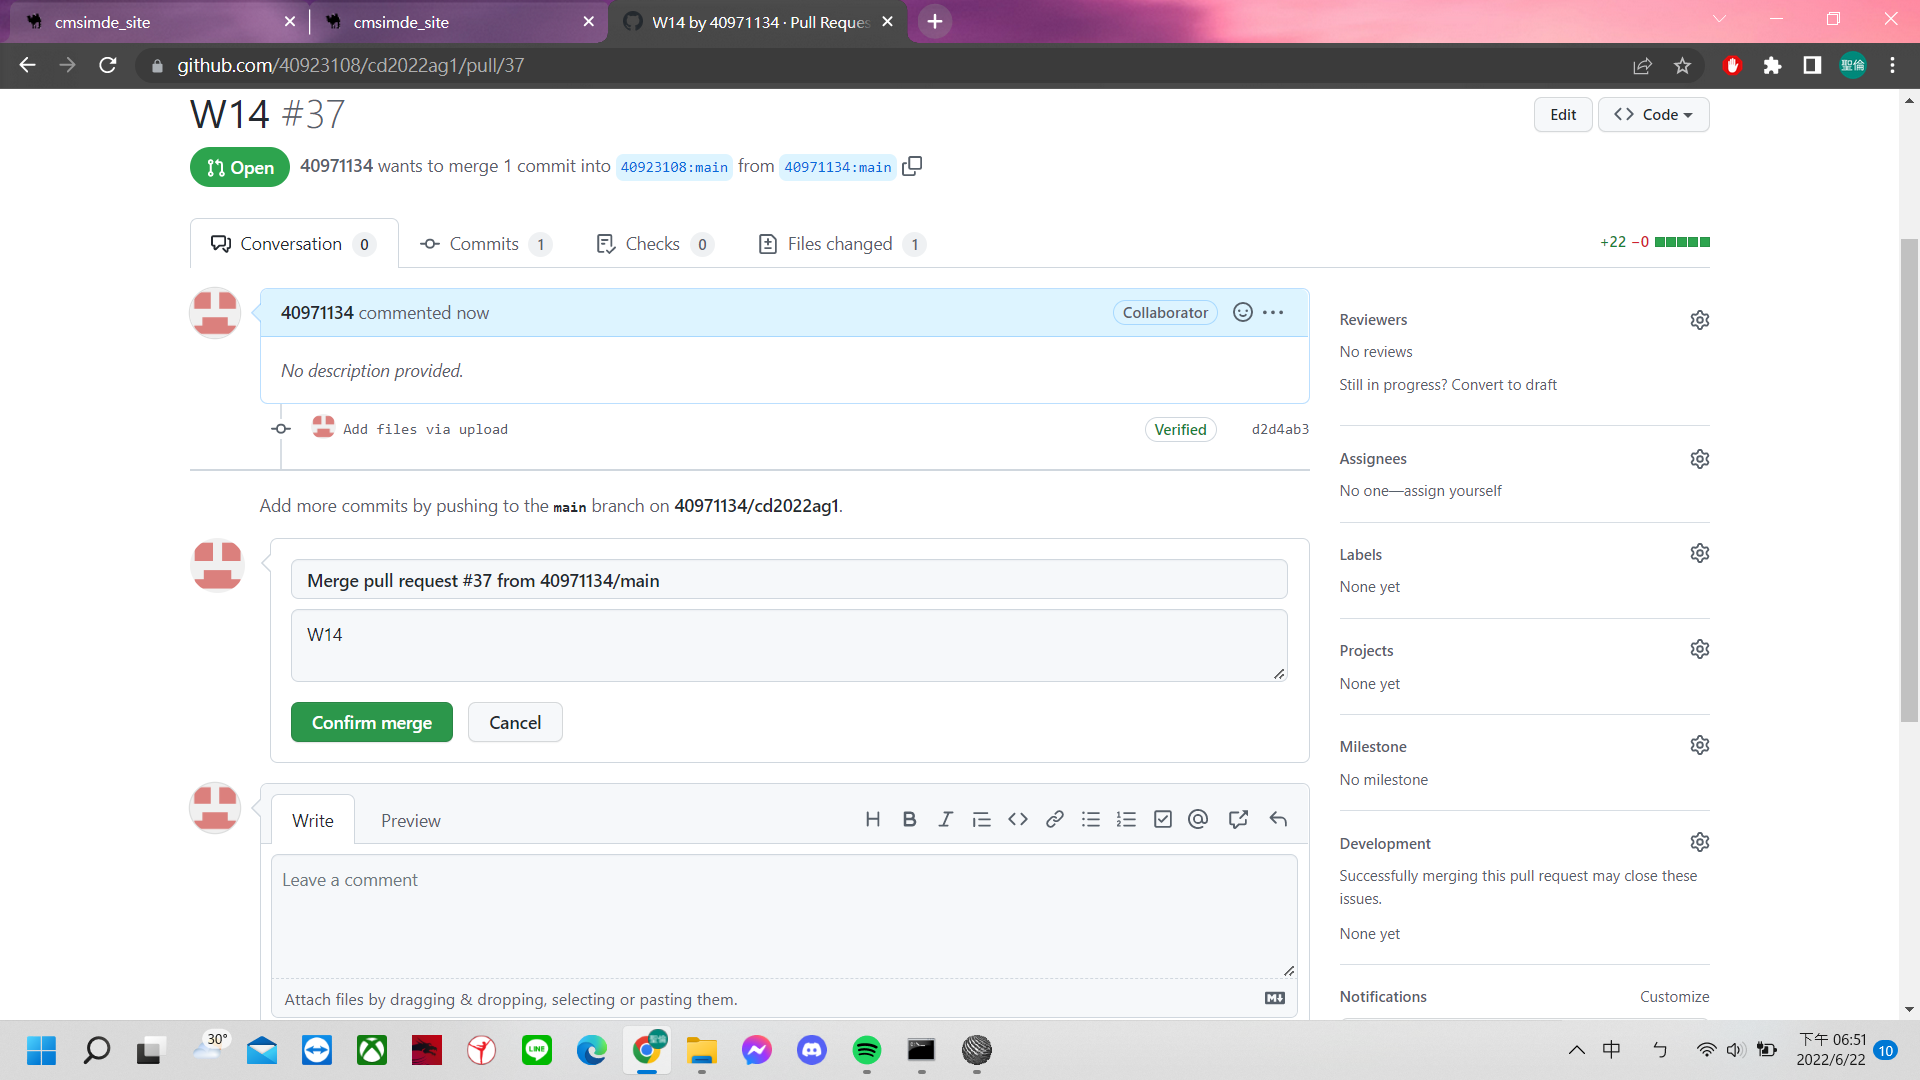 cmsimde_site
cmsimde_site
W14 by 40971134 · Pull Reques
github.com/40923108/cd2022ag1/pull/37
聖倫
W14 #37
Edit
Code
Open
40971134 wants to merge 1 commit into 40923108:main from 40971134:main
Conversation 0
Commits 1
Checks 0
Files changed 1
+22 −0
40971134 commented now
Collaborator
No description provided.
Add files via upload
Verified
d2d4ab3
Add more commits by pushing to the main branch on 40971134/cd2022ag1.
Merge pull request #37 from 40971134/main
W14
Confirm merge
Cancel
Write
Preview
Leave a comment
Attach files by dragging & dropping, selecting or pasting them.
Reviewers
No reviews
Still in progress? Convert to draft
Assignees
No one—assign yourself
Labels
None yet
Projects
None yet
Milestone
No milestone
Development
Successfully merging this pull request may close these
issues.
None yet
Notifications
Customize
30°
LINE
聖倫
中
ㄅ
下午 06:51
2022/6/22
10